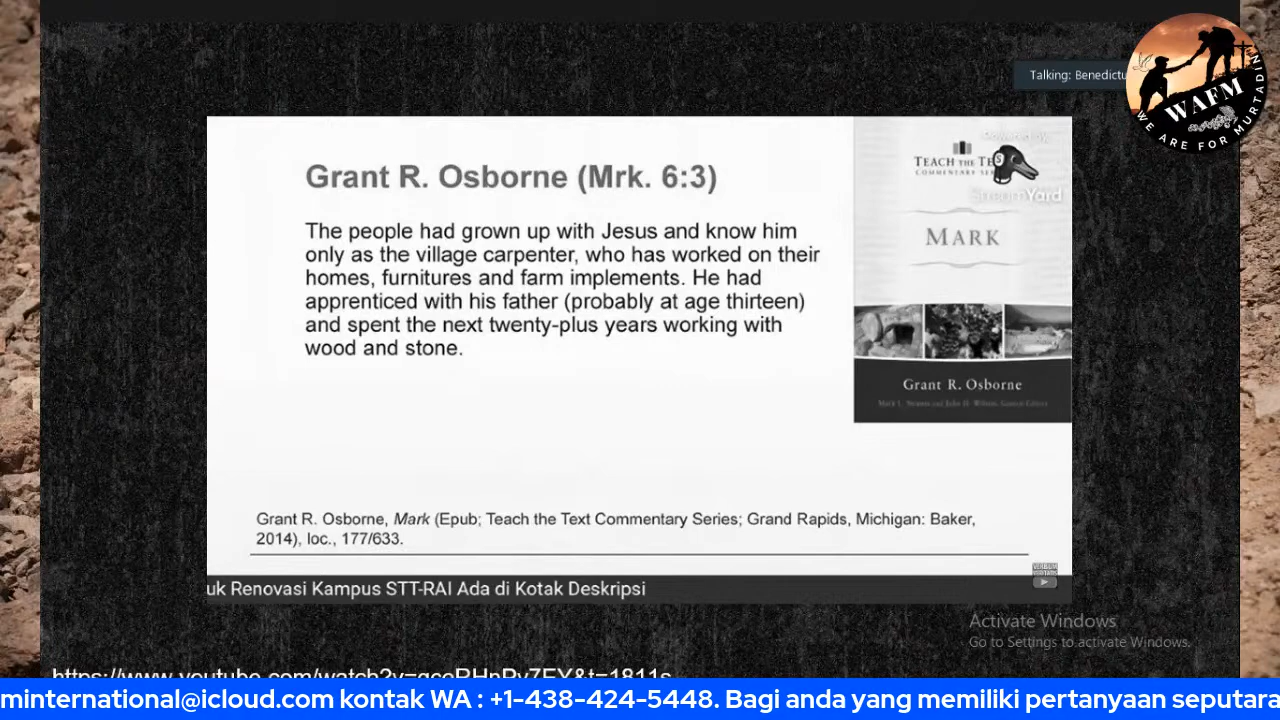 Talking: Benedictu
WAFM
WE ARE FOR MURTADIN
Powered by
StreamYard
TEACH THE TE
COMMENTARY SER
MARK
Grant R. Osborne
Grant R. Osborne (Mrk. 6:3)
The people had grown up with Jesus and know him
only as the village carpenter, who has worked on their
homes, furnitures and farm implements. He had
apprenticed with his father (probably at age thirteen)
and spent the next twenty-plus years working with
wood and stone.
Grant R. Osborne, Mark (Epub; Teach the Text Commentary Series; Grand Rapids, Michigan: Baker,
2014), loc., 177/633.
VERBUM
VERITATIS
uk Renovasi Kampus STT-RAI Ada di Kotak Deskripsi
Activate Windows
Go to Settings to activate Windows.
minternational@icloud.com kontak WA : +1-438-424-5448. Bagi anda yang memiliki pertanyaan seputara